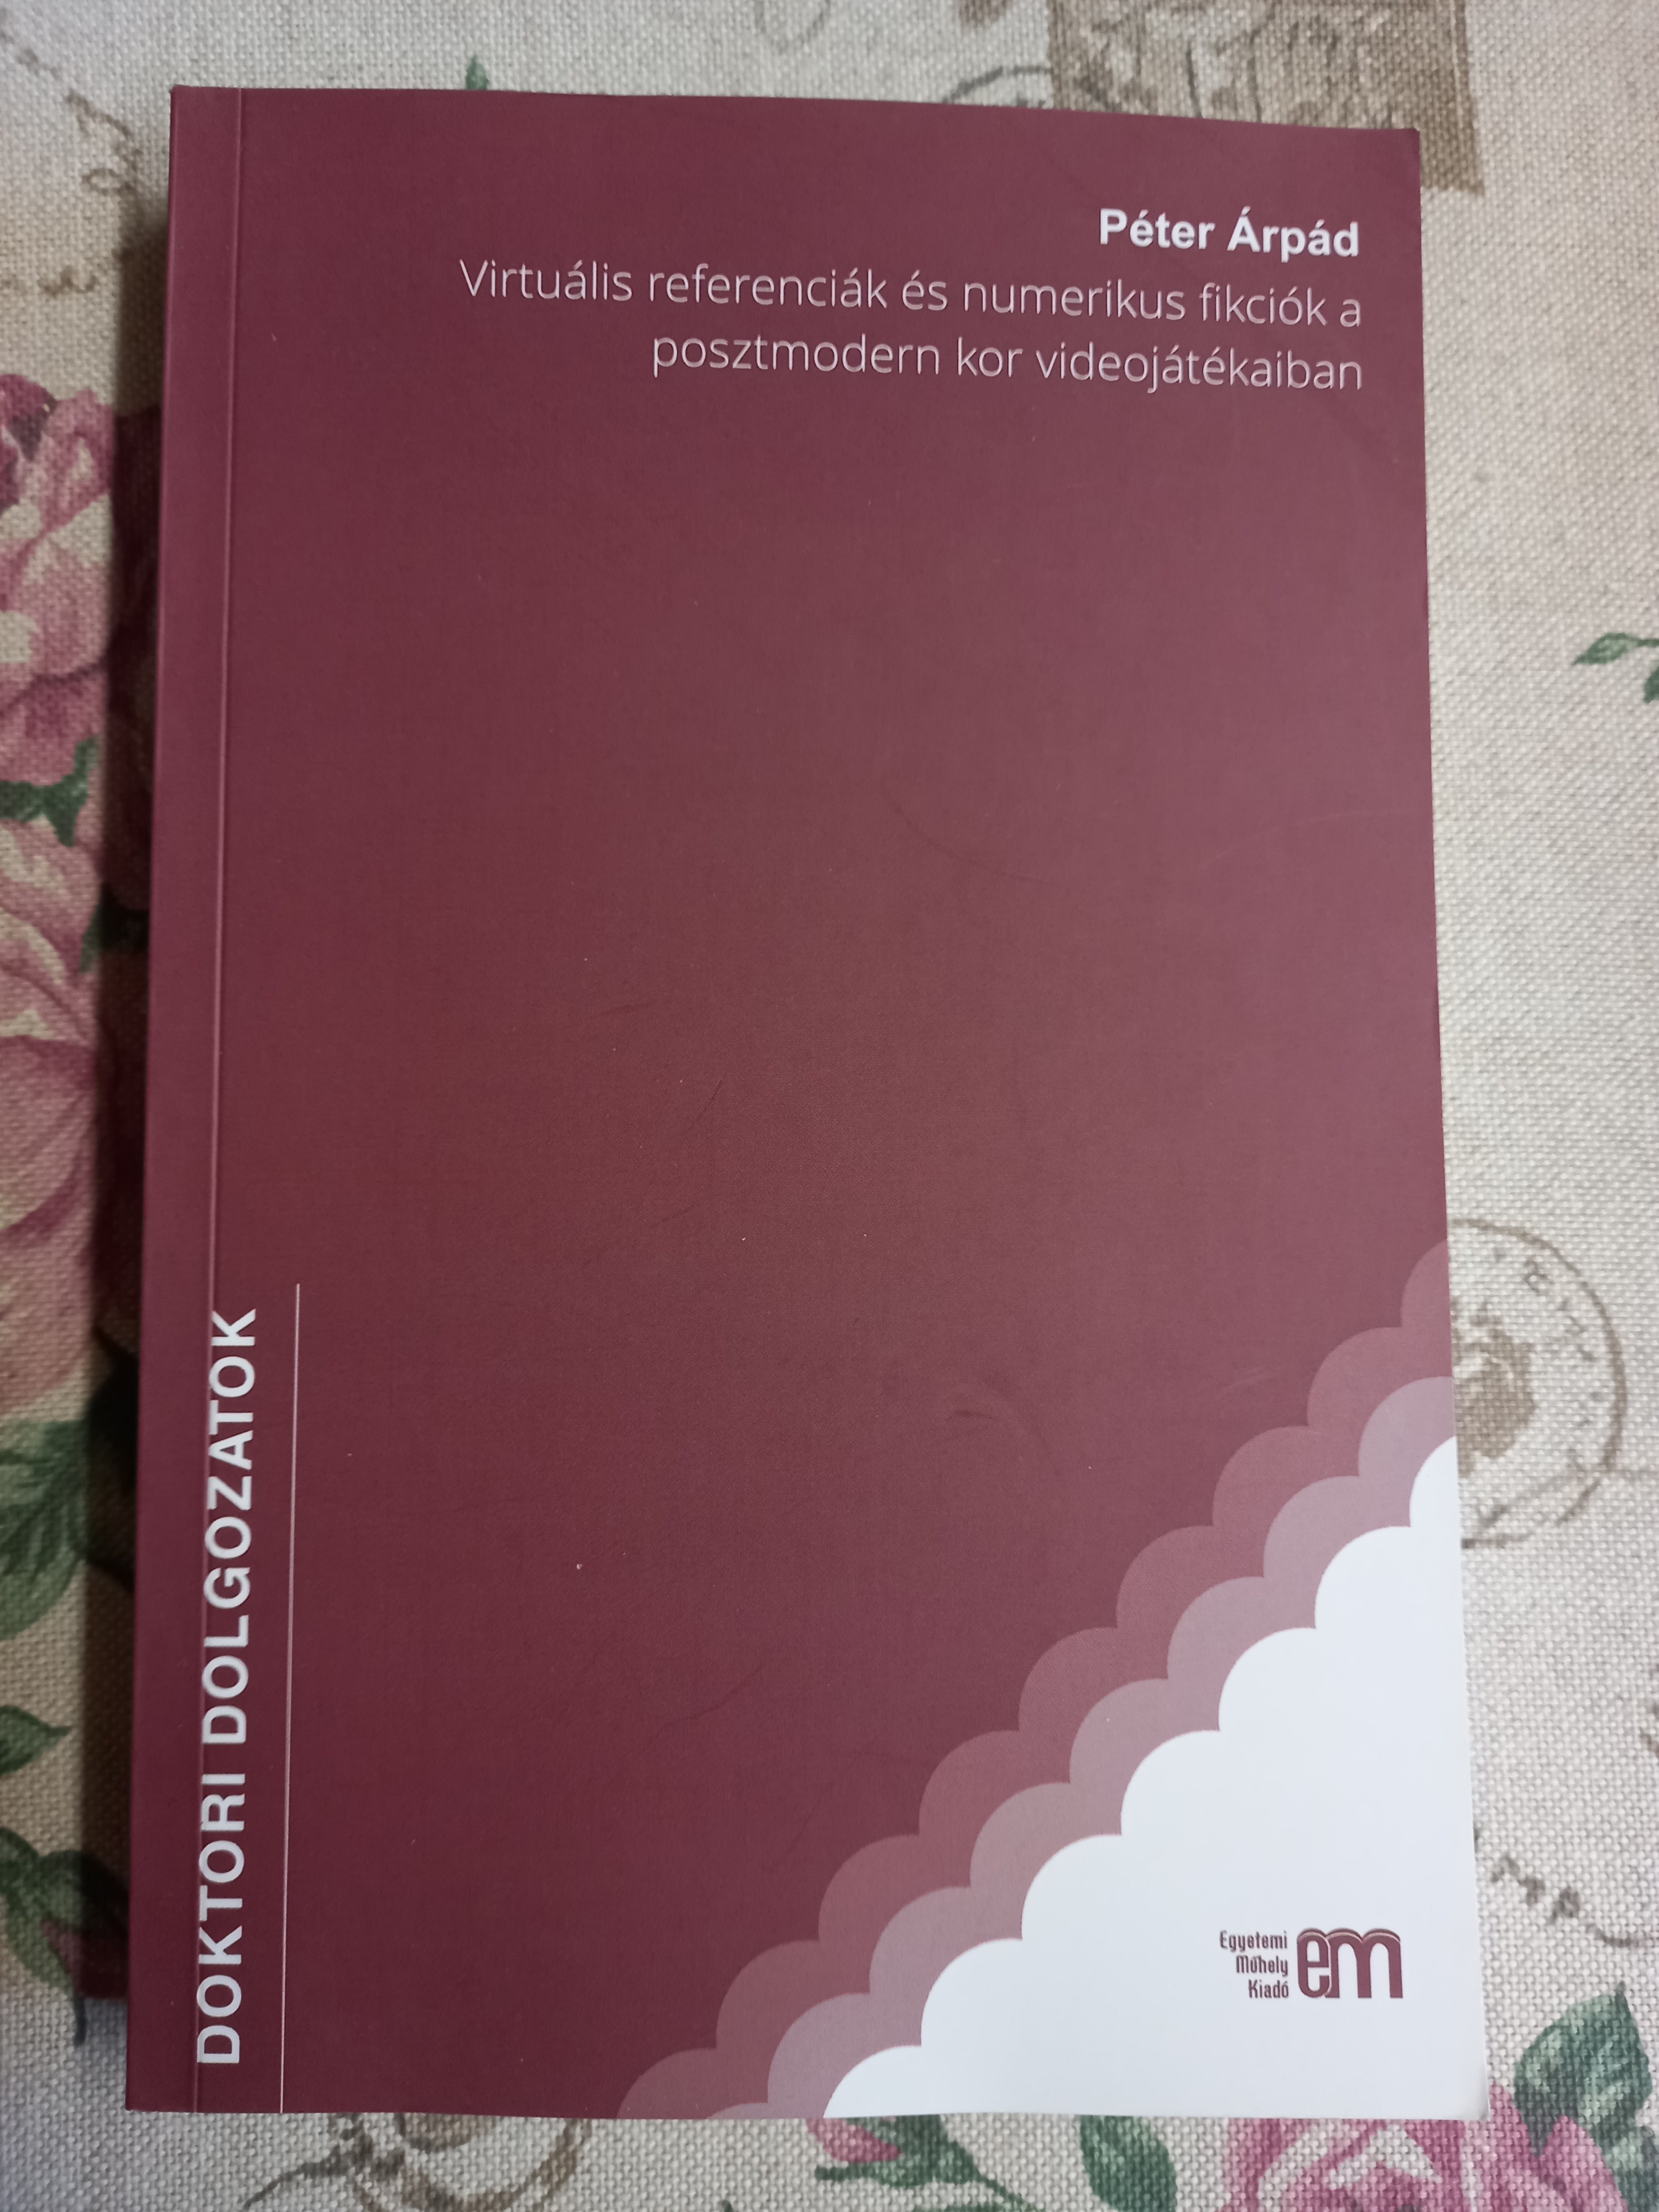 Péter Árpád
Virtuális referenciák és numerikus fikciók a
posztmodern kor videojátékaiban
DOKTORI DOLGOZATOK
Egyetemi
Műhely
Kiadó
em